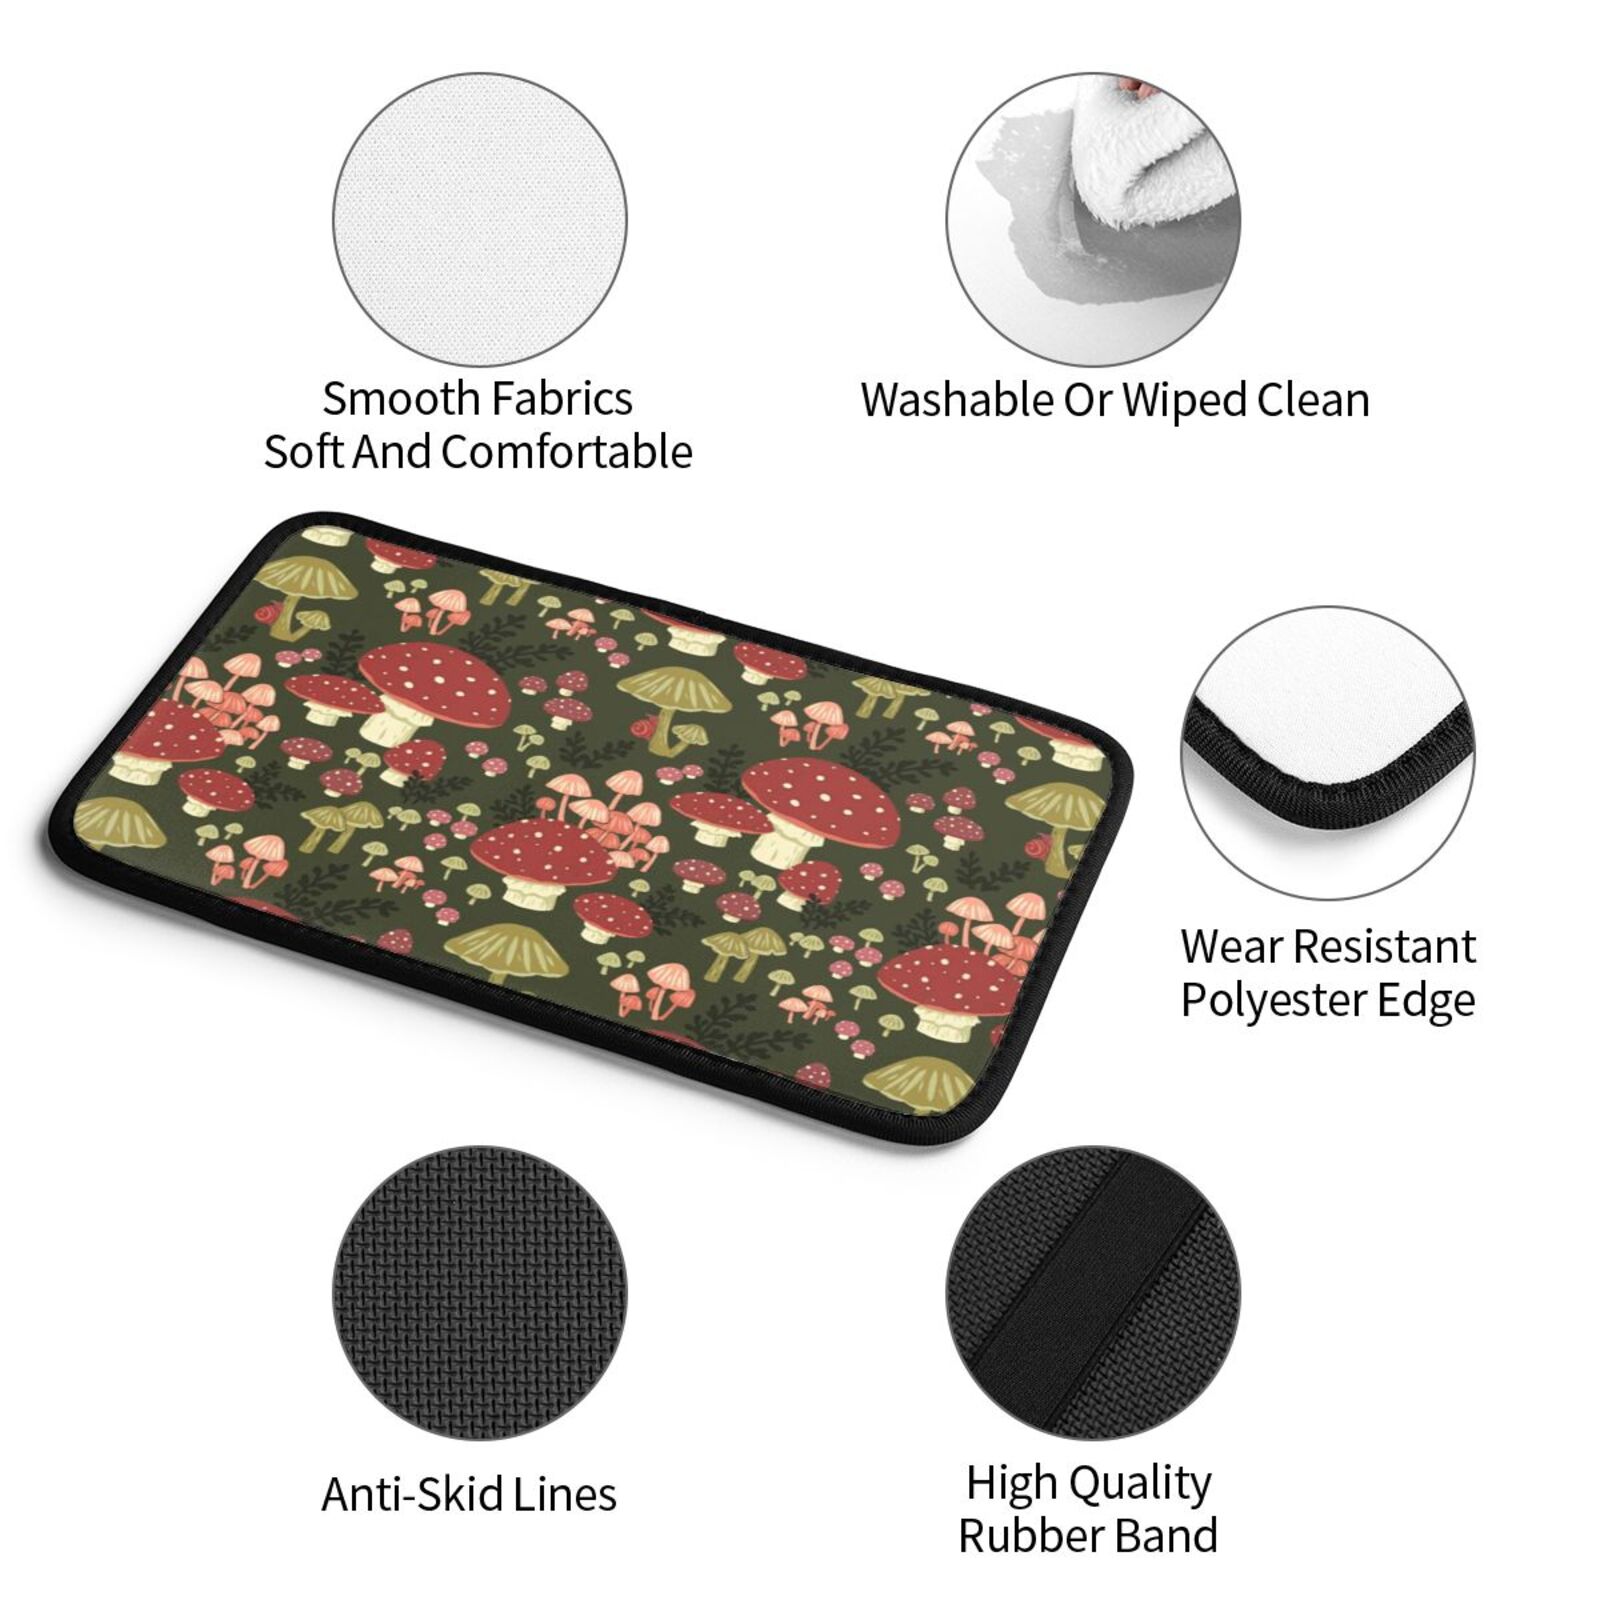 Smooth Fabrics
Soft And Comfortable
Washable Or Wiped Clean
Wear Resistant
Polyester Edge
Anti-Skid Lines
High Quality
Rubber Band